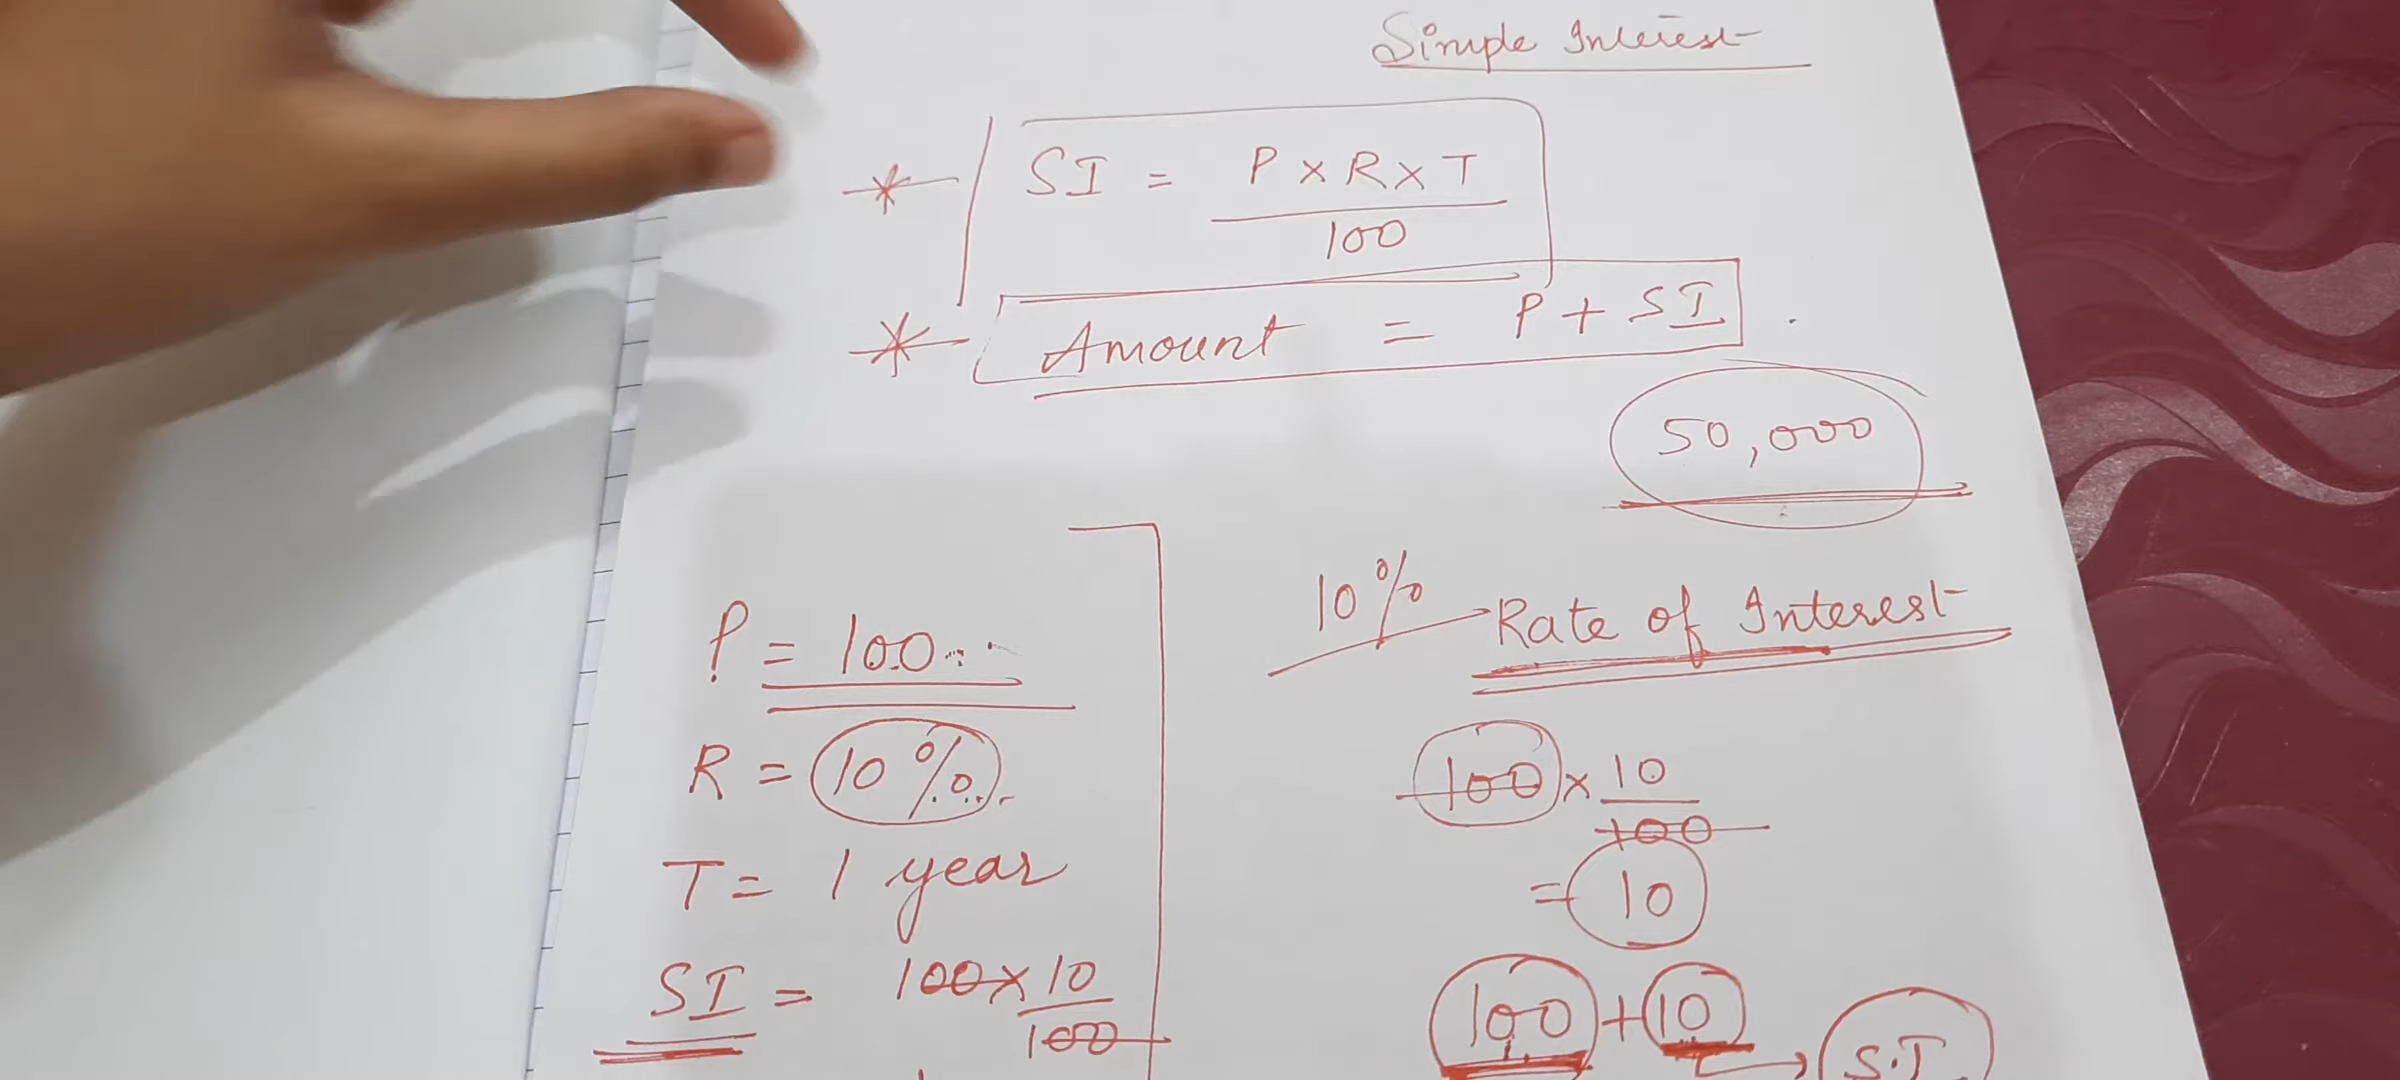 Simple Interest
* SI = P × R × T
100
* Amount = P + SI
50,000
P = 100
R = 10%
T = 1 year
SI = 100 × 10
100
10% Rate of Interest
100 × 10
100
= 10
100 + 10
S.I